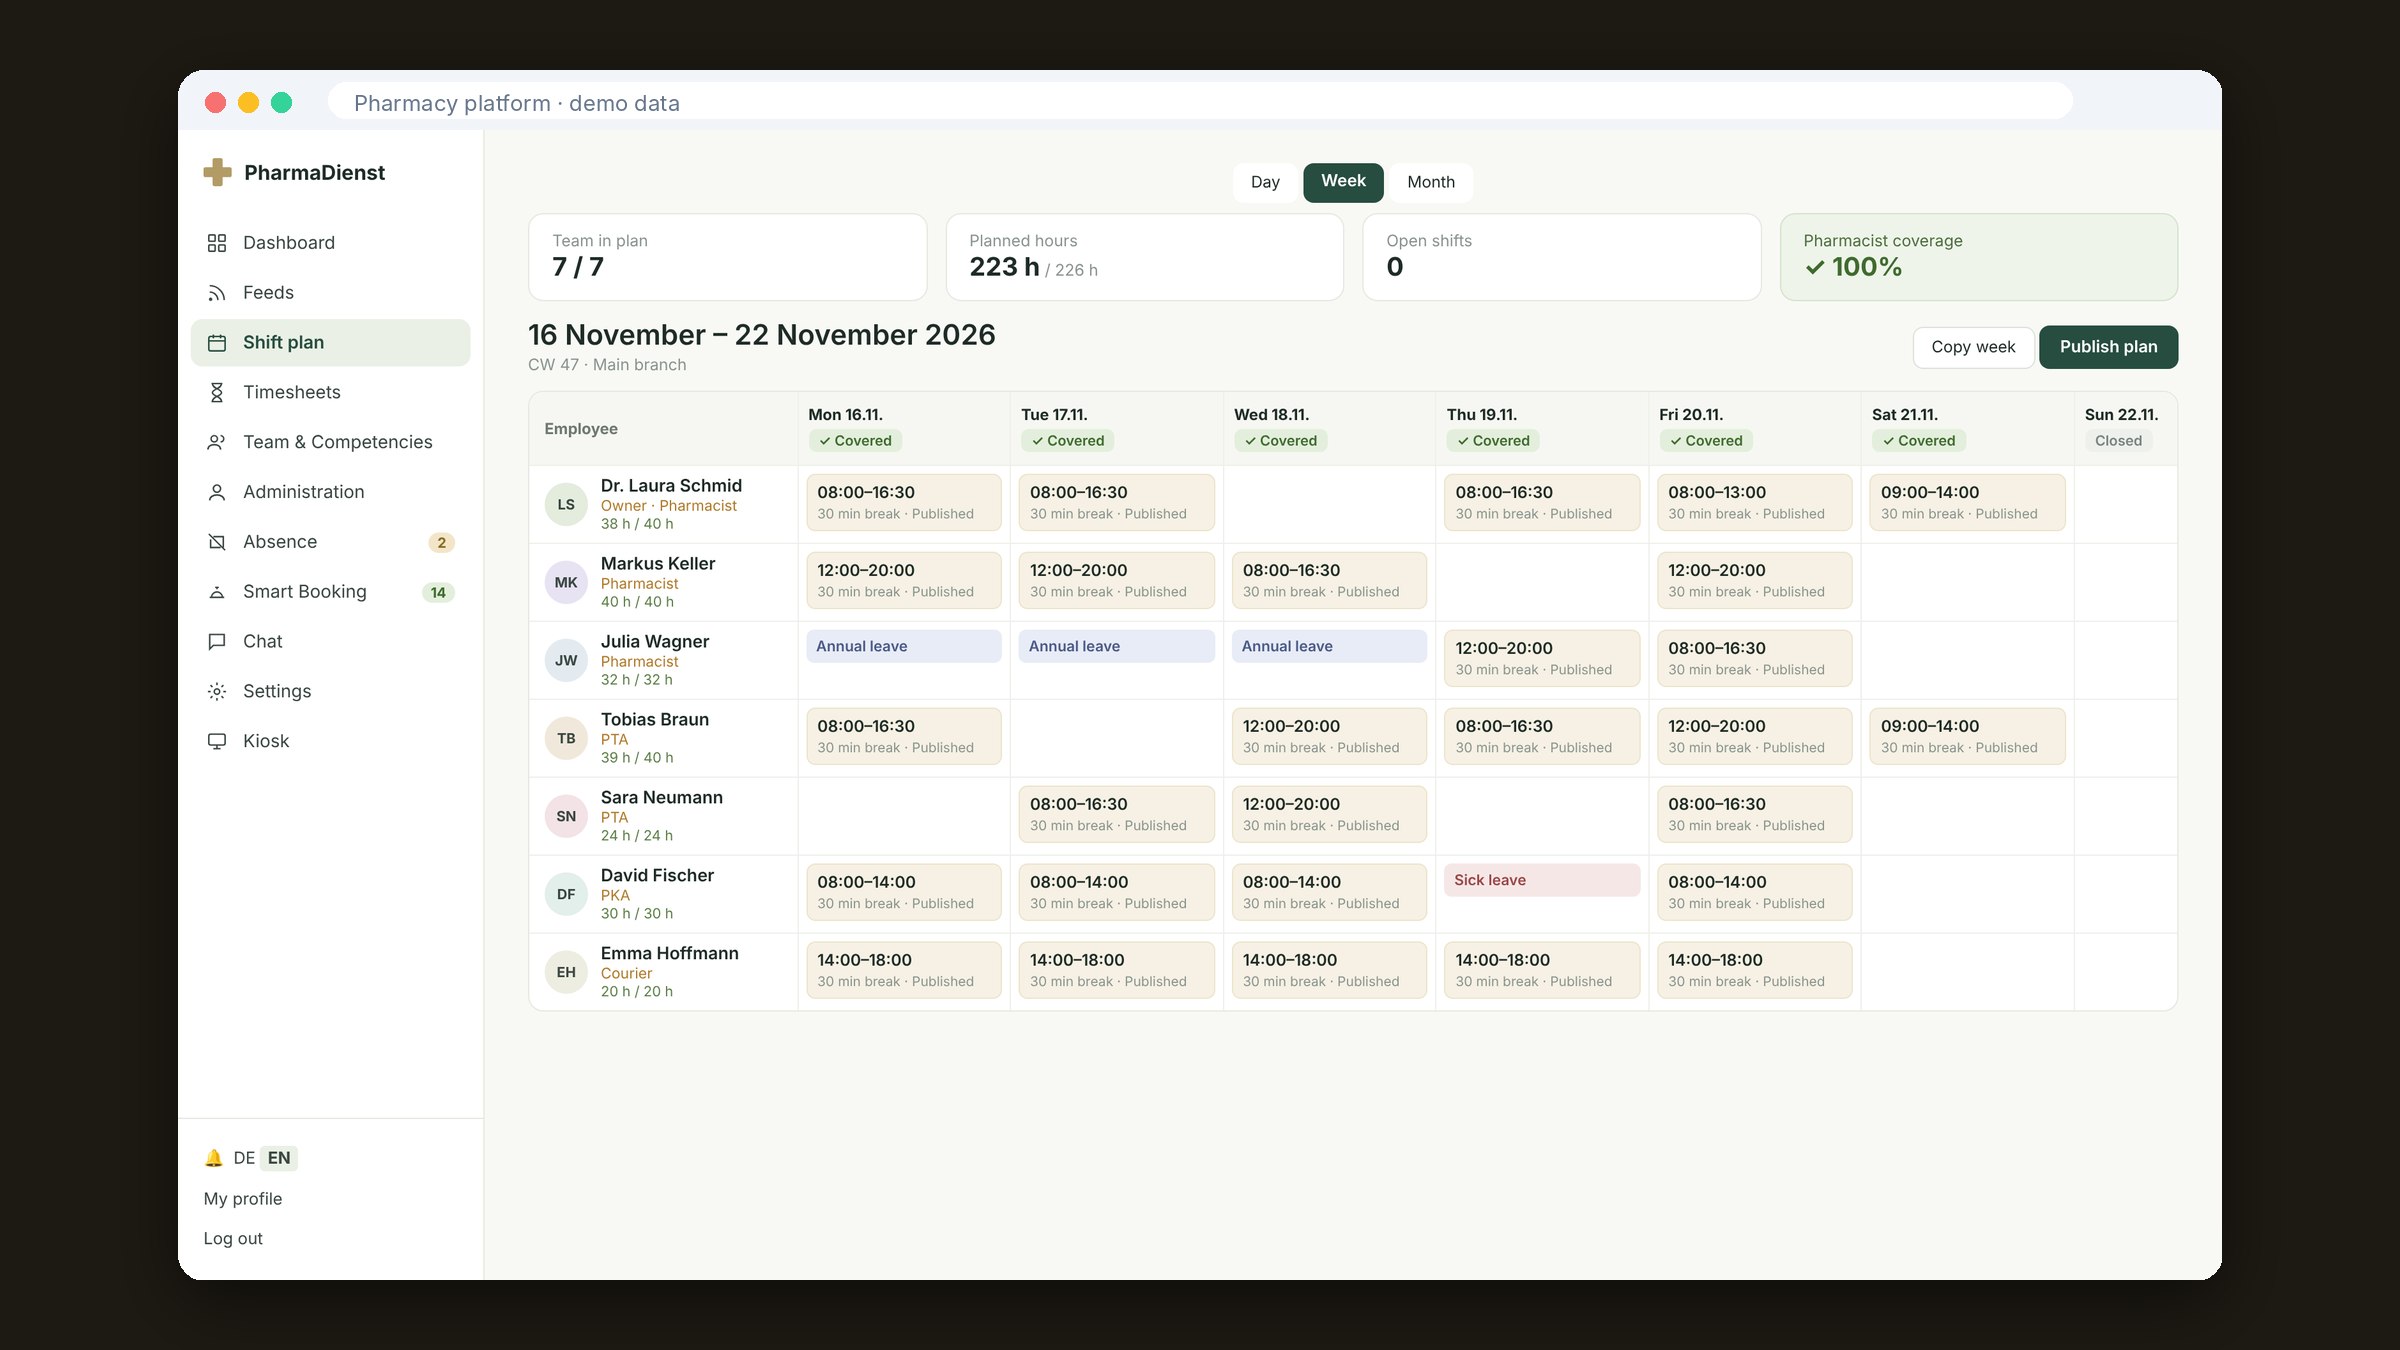 Pharmacy platform · demo data
PharmaDienst
Dashboard
Feeds
Shift plan
Timesheets
Team & Competencies
Administration
Absence 2
Smart Booking 14
Chat
Settings
Kiosk
DE EN
My profile
Log out
Day Week Month
Team in plan
7 / 7
Planned hours
223 h / 226 h
Open shifts
0
Pharmacist coverage
✓ 100%
16 November – 22 November 2026
CW 47 · Main branch
Copy week Publish plan
Employee
Mon 16.11. Tue 17.11. Wed 18.11. Thu 19.11. Fri 20.11. Sat 21.11. Sun 22.11.
✓ Covered ✓ Covered ✓ Covered ✓ Covered ✓ Covered ✓ Covered Closed
LS
Dr. Laura Schmid
Owner · Pharmacist
38 h / 40 h
08:00–16:30 08:00–16:30 08:00–16:30 08:00–13:00 09:00–14:00
30 min break · Published 30 min break · Published 30 min break · Published 30 min break · Published 30 min break · Published
MK
Markus Keller
Pharmacist
40 h / 40 h
12:00–20:00 12:00–20:00 08:00–16:30 12:00–20:00
30 min break · Published 30 min break · Published 30 min break · Published 30 min break · Published
JW
Julia Wagner
Pharmacist
32 h / 32 h
Annual leave Annual leave Annual leave 12:00–20:00 08:00–16:30
30 min break · Published 30 min break · Published
TB
Tobias Braun
PTA
39 h / 40 h
08:00–16:30 12:00–20:00 08:00–16:30 12:00–20:00 09:00–14:00
30 min break · Published 30 min break · Published 30 min break · Published 30 min break · Published 30 min break · Published
SN
Sara Neumann
PTA
24 h / 24 h
08:00–16:30 12:00–20:00 08:00–16:30
30 min break · Published 30 min break · Published 30 min break · Published
DF
David Fischer
PKA
30 h / 30 h
08:00–14:00 08:00–14:00 08:00–14:00 Sick leave 08:00–14:00
30 min break · Published 30 min break · Published 30 min break · Published 30 min break · Published
EH
Emma Hoffmann
Courier
20 h / 20 h
14:00–18:00 14:00–18:00 14:00–18:00 14:00–18:00 14:00–18:00
30 min break · Published 30 min break · Published 30 min break · Published 30 min break · Published 30 min break · Published